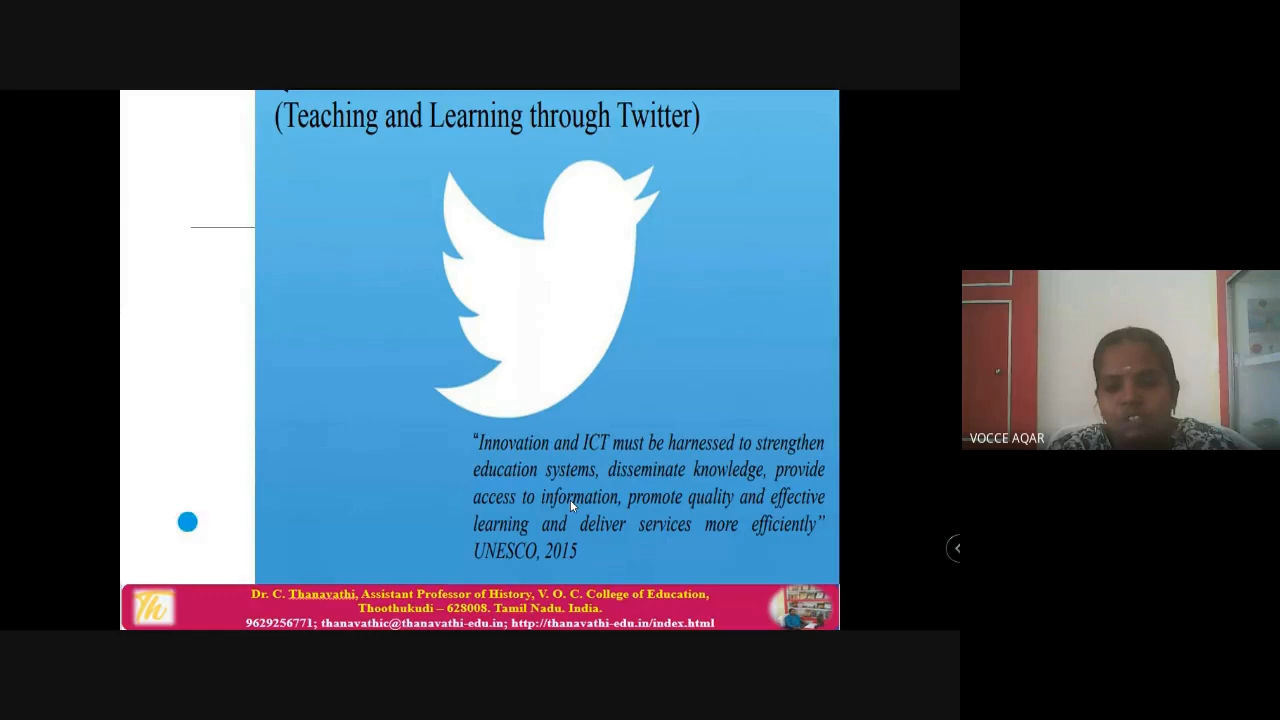 (Teaching and Learning through Twitter)
“Innovation and ICT must be harnessed to strengthen
education systems, disseminate knowledge, provide
access to information, promote quality and effective
learning and deliver services more efficiently”
UNESCO, 2015
VOCCE AQAR
Th
Dr. C. Thanavathi, Assistant Professor of History, V. O. C. College of Education,
Thoothukudi – 628008. Tamil Nadu. India.
9629256771; thanavathic@thanavathi-edu.in; http://thanavathi-edu.in/index.html